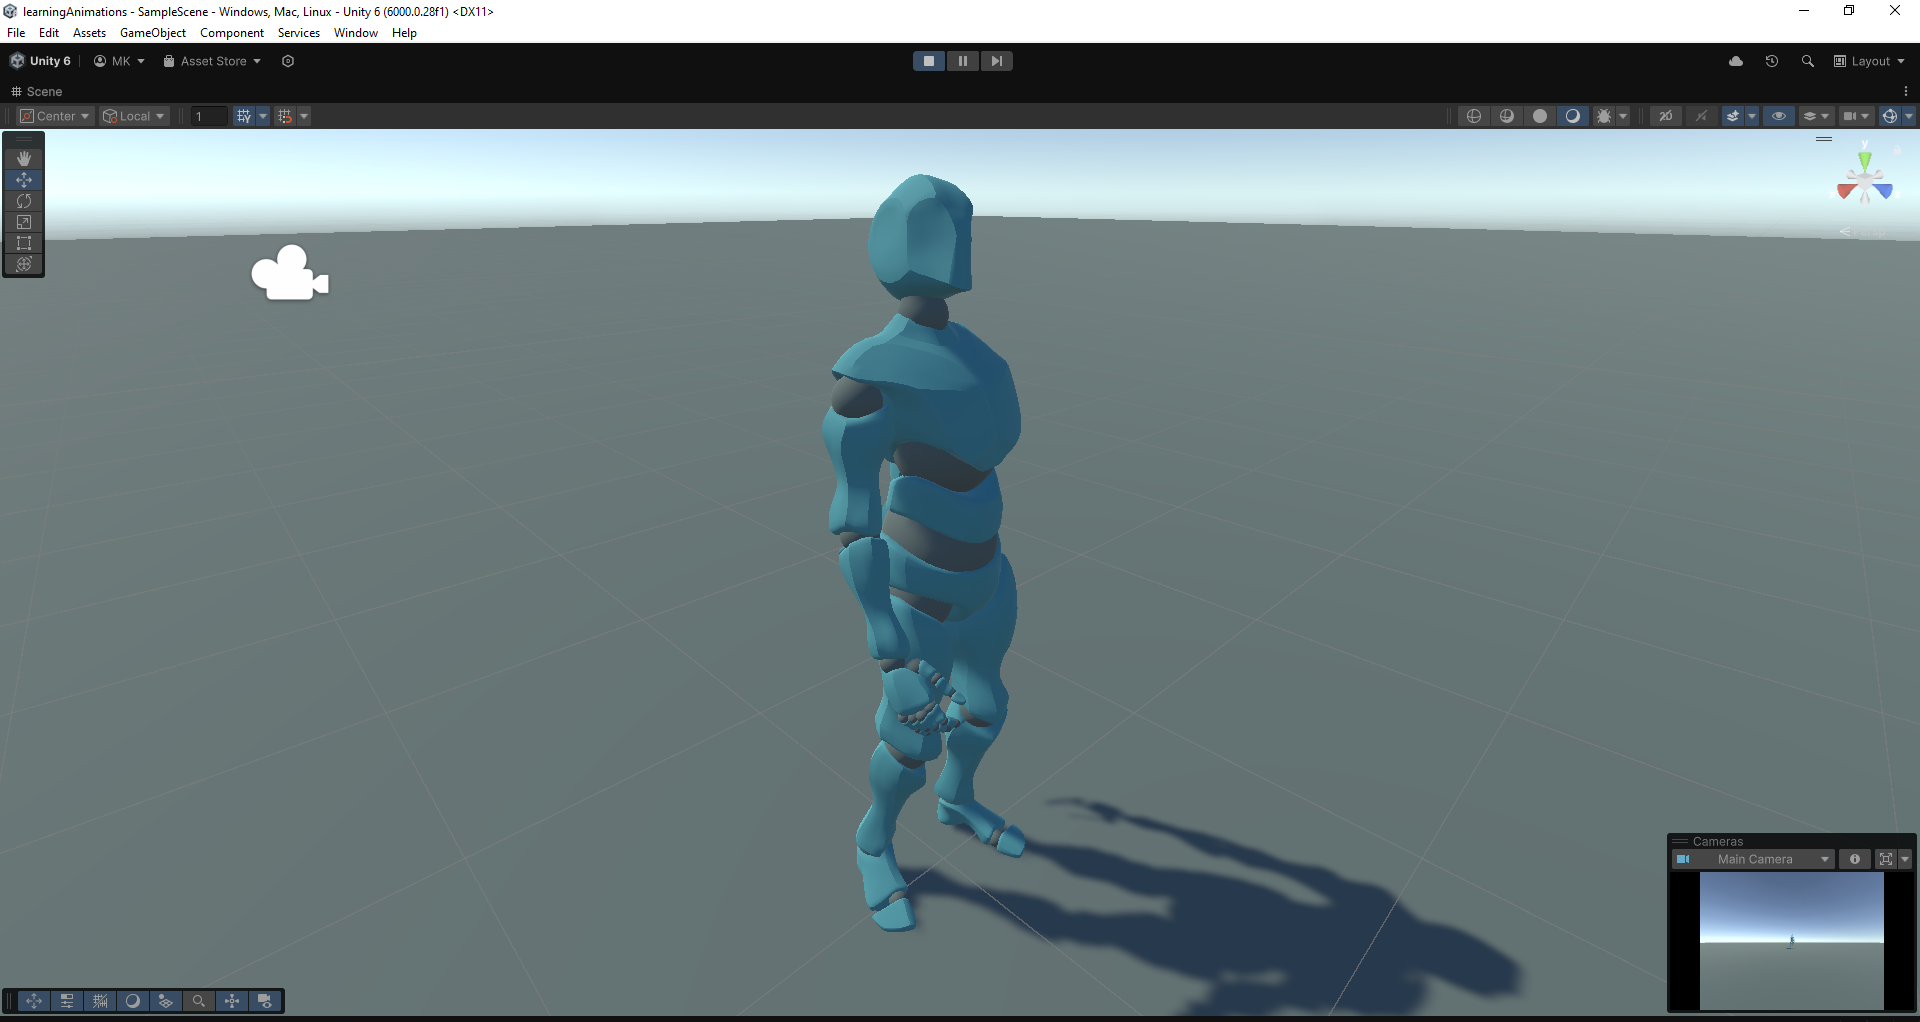 learningAnimations - SampleScene - Windows, Mac, Linux - Unity 6 (6000.0.28f1) <DX11>
File Edit Assets GameObject Component Services Window Help
Unity 6 MK Asset Store Layout
Scene
Center Local 1 2D
y
Cameras
Main Camera